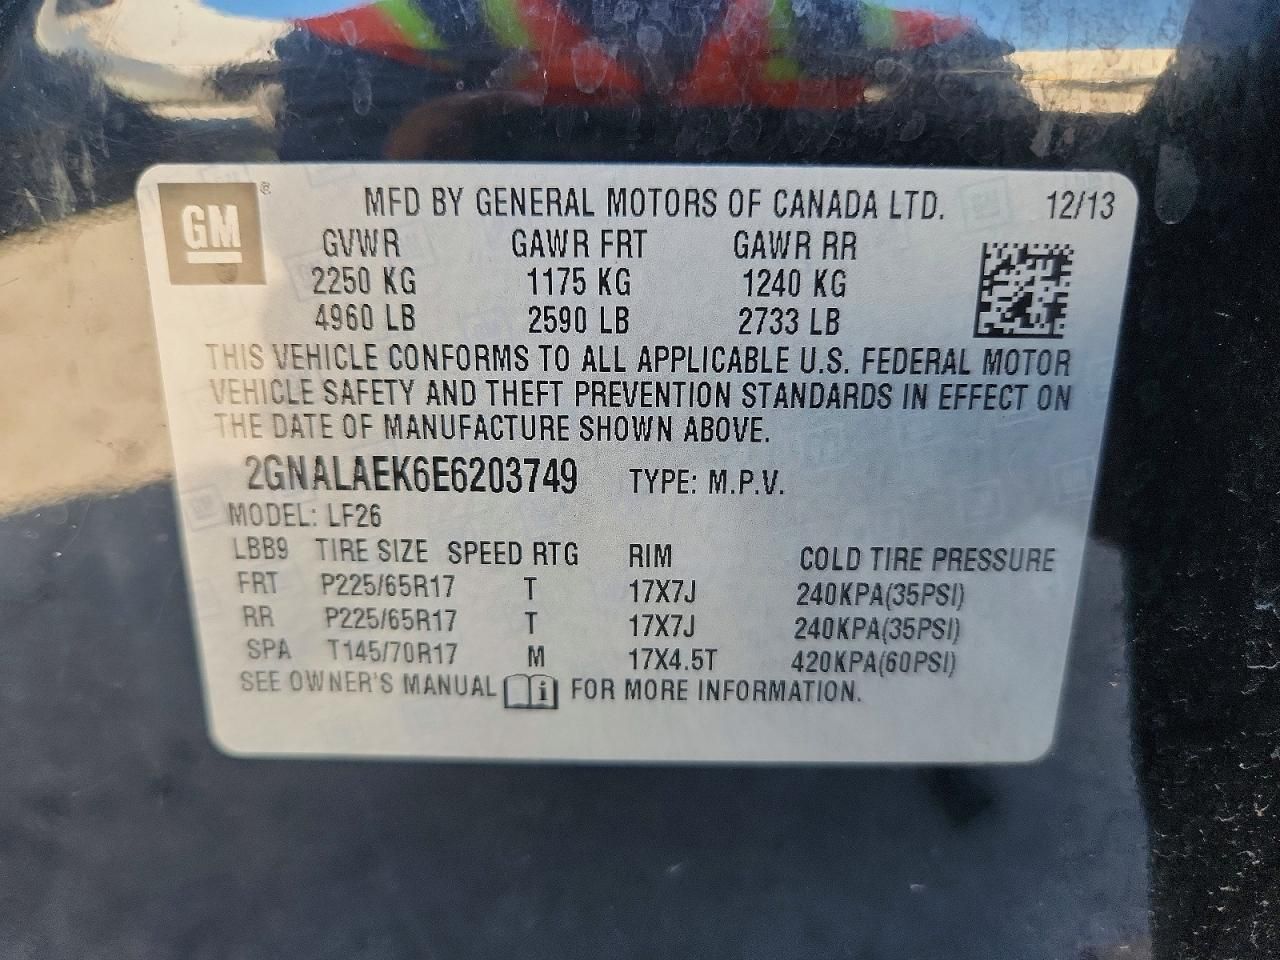 GM ®
MFD BY GENERAL MOTORS OF CANADA LTD. 12/13
GVWR GAWR FRT GAWR RR
2250 KG 1175 KG 1240 KG
4960 LB 2590 LB 2733 LB
THIS VEHICLE CONFORMS TO ALL APPLICABLE U.S. FEDERAL MOTOR
VEHICLE SAFETY AND THEFT PREVENTION STANDARDS IN EFFECT ON
THE DATE OF MANUFACTURE SHOWN ABOVE.
2GNALAEK6E6203749 TYPE: M.P.V.
MODEL: LF26
LBB9 TIRE SIZE SPEED RTG RIM COLD TIRE PRESSURE
FRT P225/65R17 T 17X7J 240KPA(35PSI)
RR P225/65R17 T 17X7J 240KPA(35PSI)
SPA T145/70R17 M 17X4.5T 420KPA(60PSI)
SEE OWNER'S MANUAL i FOR MORE INFORMATION.